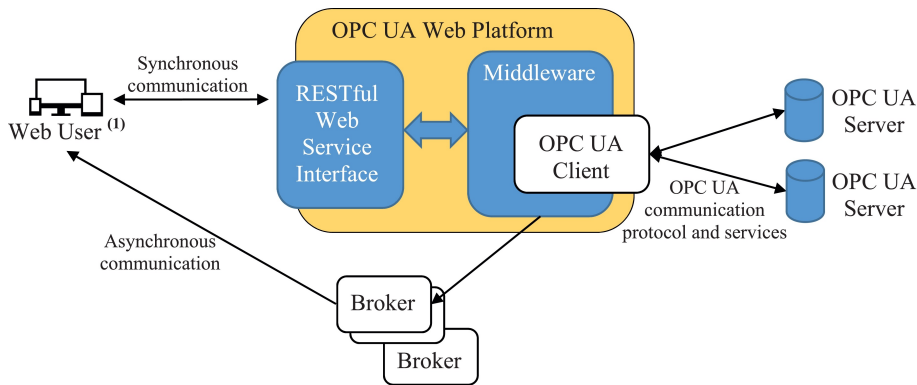 OPC UA Web Platform
Synchronous
communication
Web User (1)
RESTful
Web
Service
Interface
Middleware
OPC UA
Client
OPC UA
Server
OPC UA
Server
OPC UA
communication
protocol and services
Asynchronous
communication
Broker
Broker